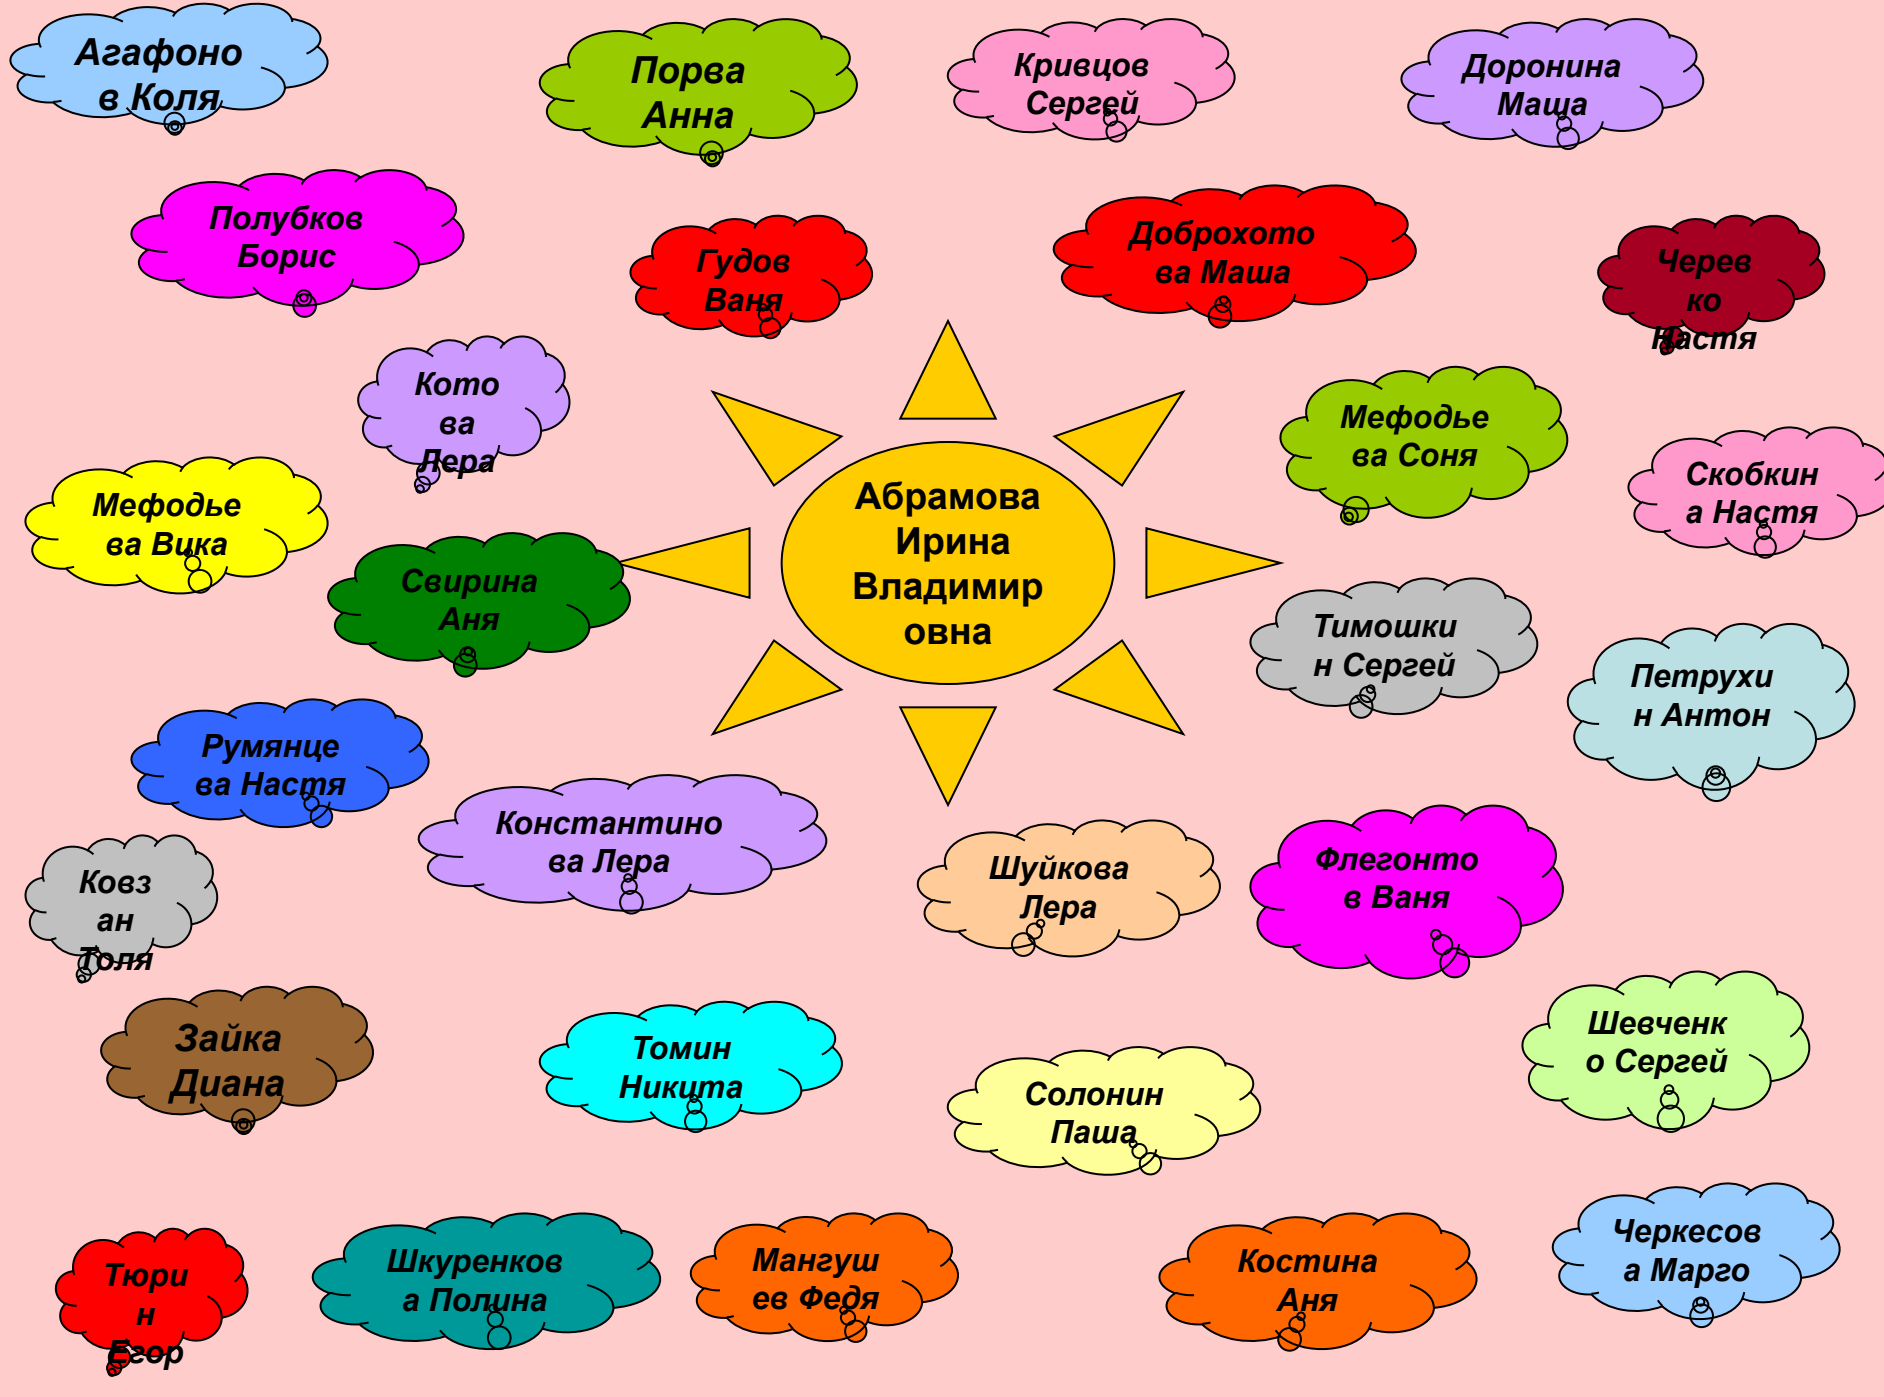 Агафоно
в Коля
Порва
Анна
Кривцов
Сергей
Доронина
Маша
Полубков
Борис
Гудов
Ваня
Доброхото
ва Маша
Черев
ко
Настя
Кото
ва
Лера
Мефодье
ва Соня
Скобкин
а Настя
Мефодье
ва Вика
Абрамова
Ирина
Владимир
овна
Свирина
Аня
Тимошки
н Сергей
Петрухи
н Антон
Румянце
ва Настя
Константино
ва Лера
Шуйкова
Лера
Флегонто
в Ваня
Ковз
ан
Толя
Зайка
Диана
Томин
Никита
Солонин
Паша
Шевченк
о Сергей
Тюри
н
Егор
Шкуренков
а Полина
Мангуш
ев Федя
Костина
Аня
Черкесов
а Марго